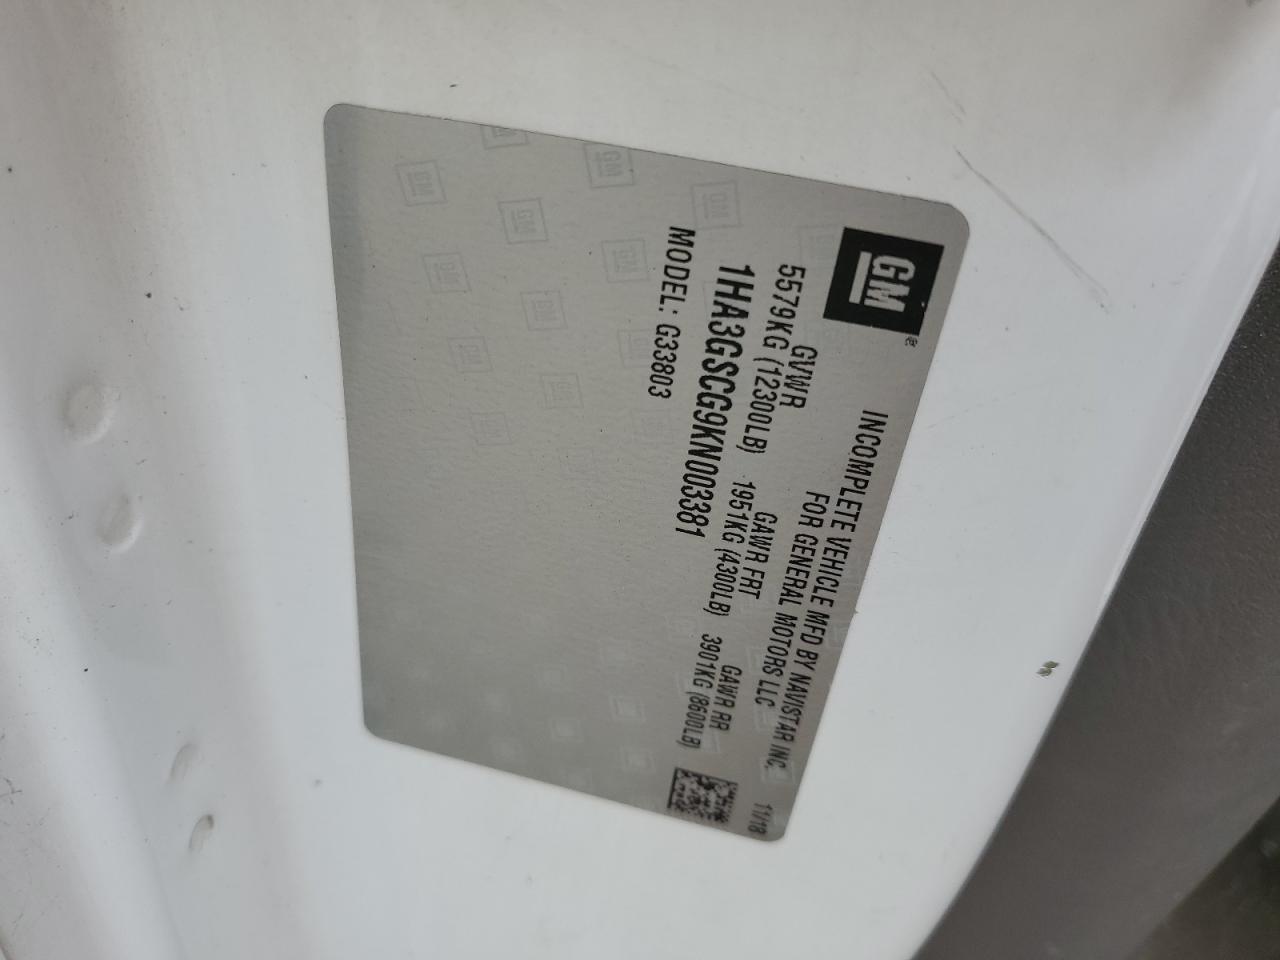 GM
INCOMPLETE VEHICLE MFD BY NAVISTAR INC. 11/18
FOR GENERAL MOTORS LLC
GVWR GAWR FRT GAWR RR
5579KG (12300LB) 1951KG (4300LB) 3901KG (8600LB)
1HA3GSCG9KN003381
MODEL: G33803